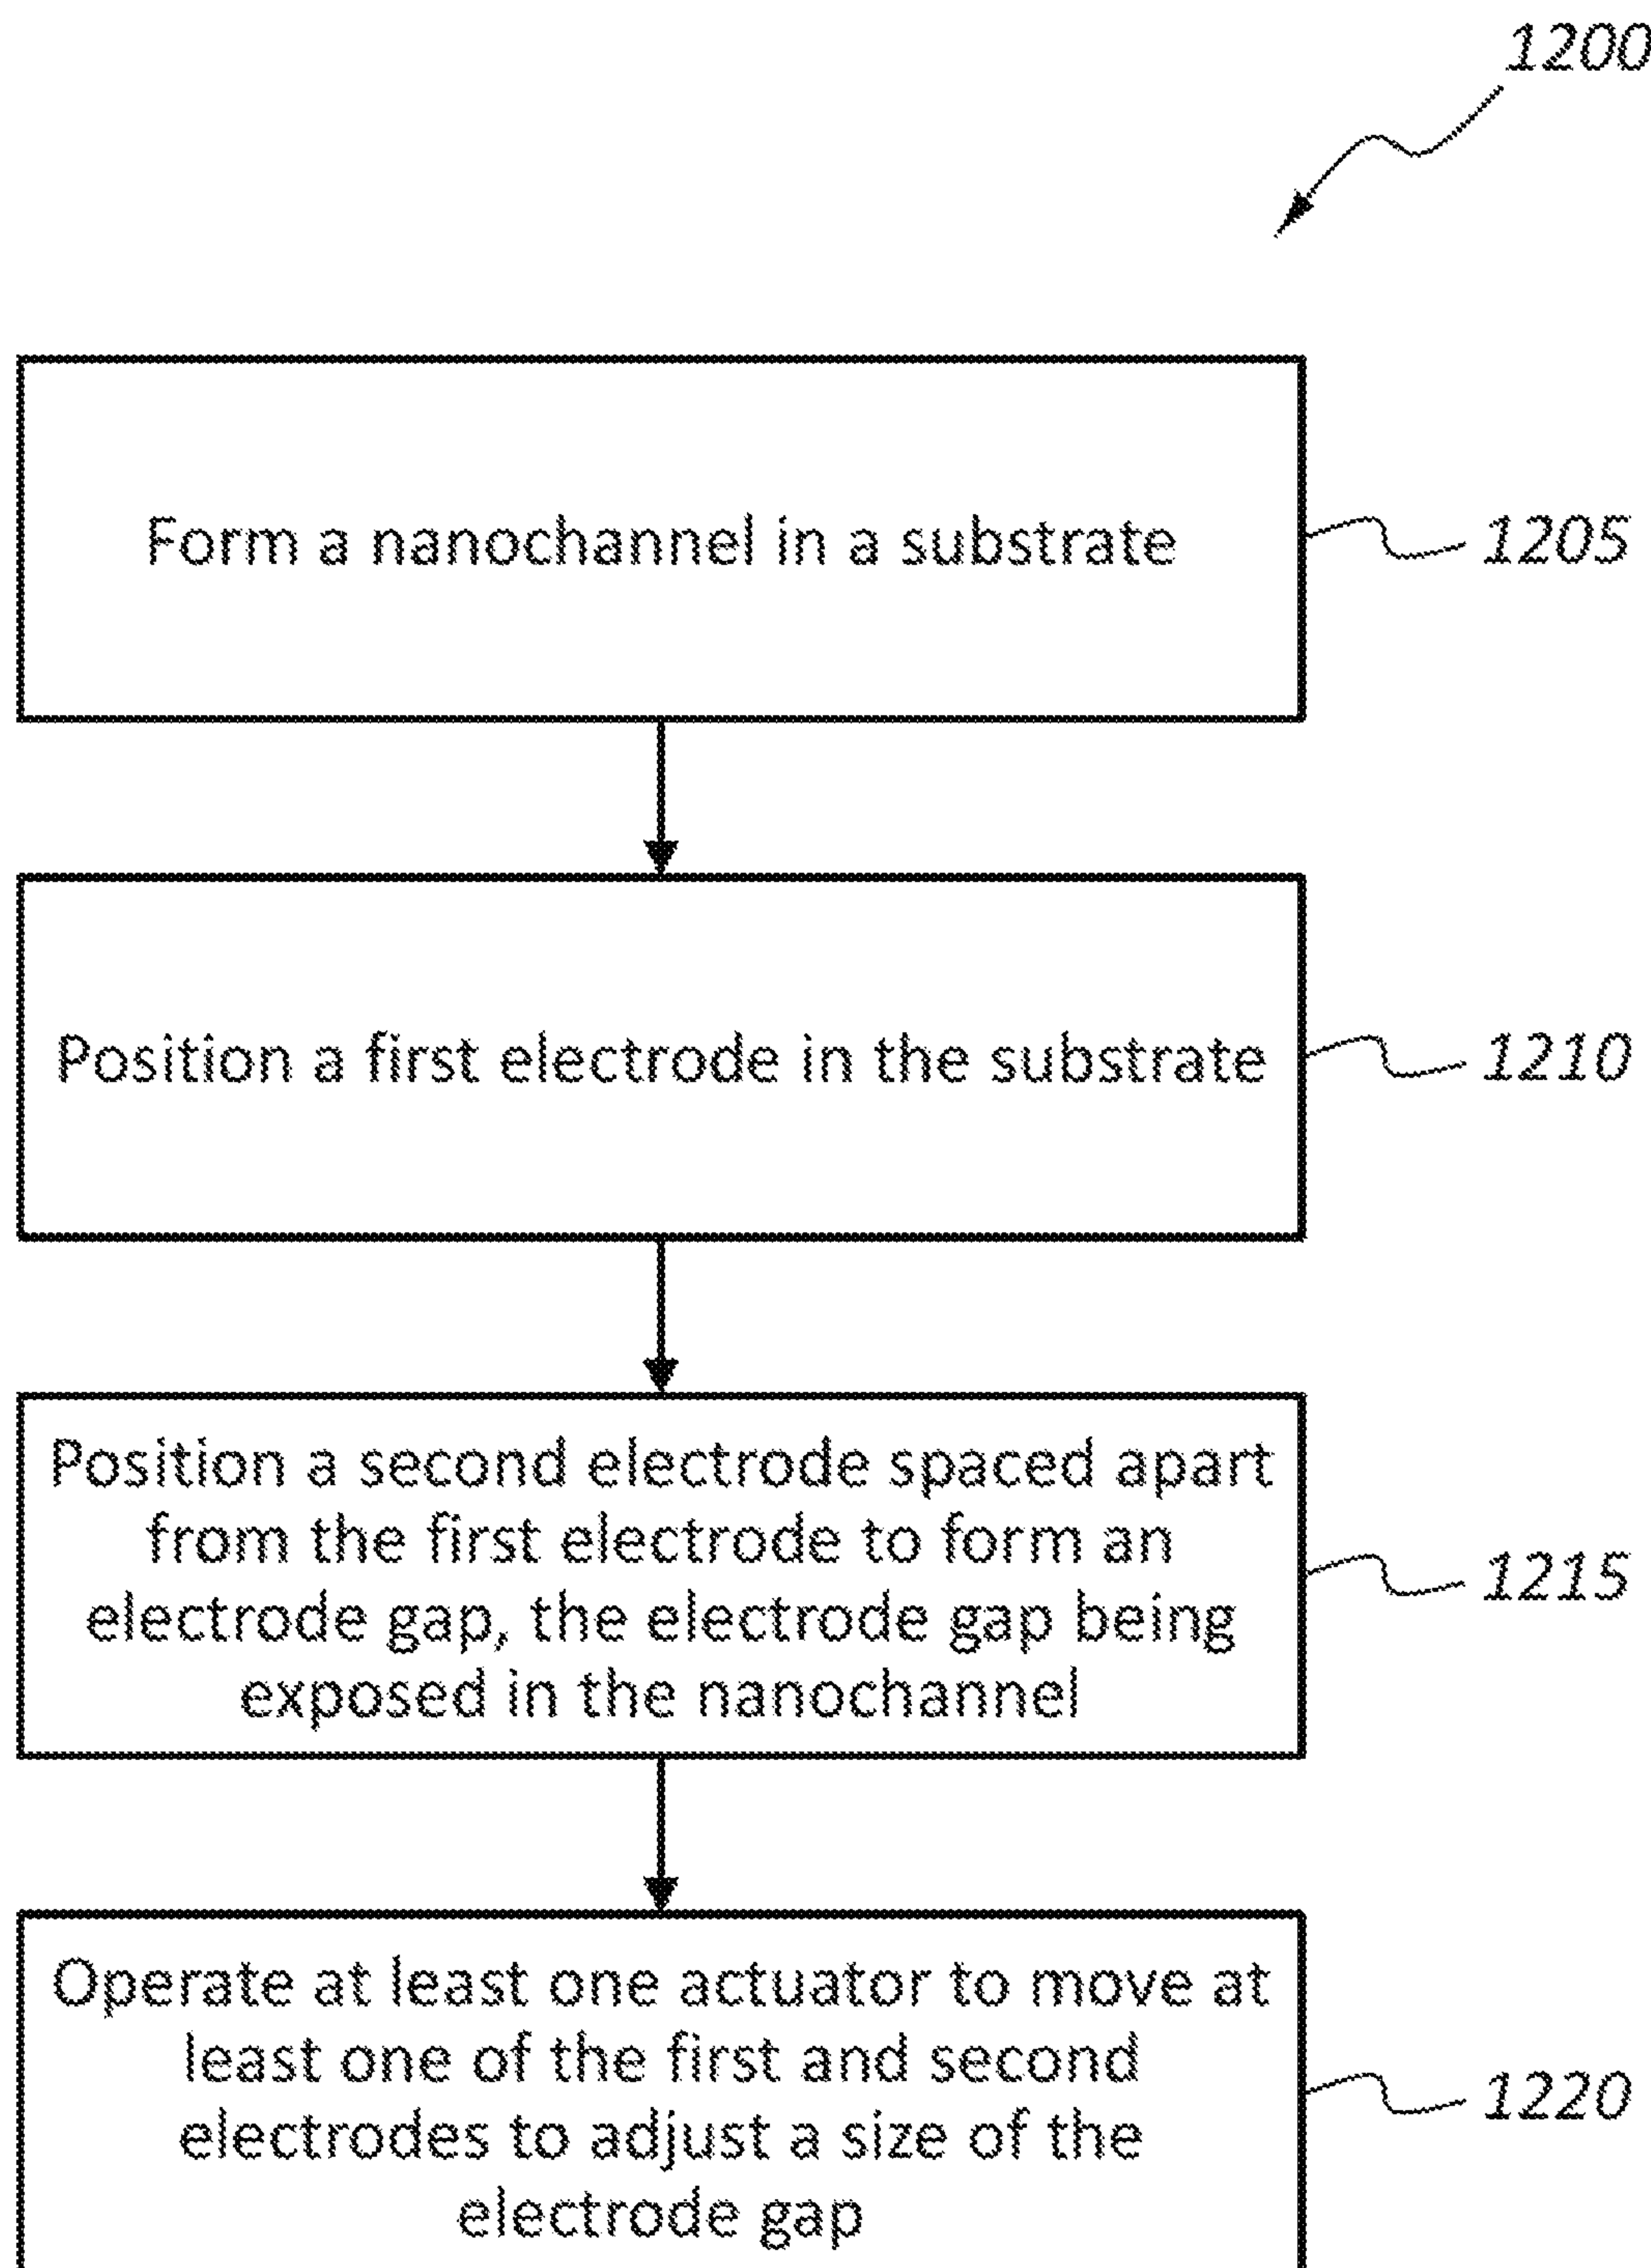 1200
Form a nanochannel in a substrate
1205
Position a first electrode in the substrate
1210
Position a second electrode spaced apart
from the first electrode to form an
electrode gap, the electrode gap being
exposed in the nanochannel
1215
Operate at least one actuator to move at
least one of the first and second
electrodes to adjust a size of the
electrode gap
1220